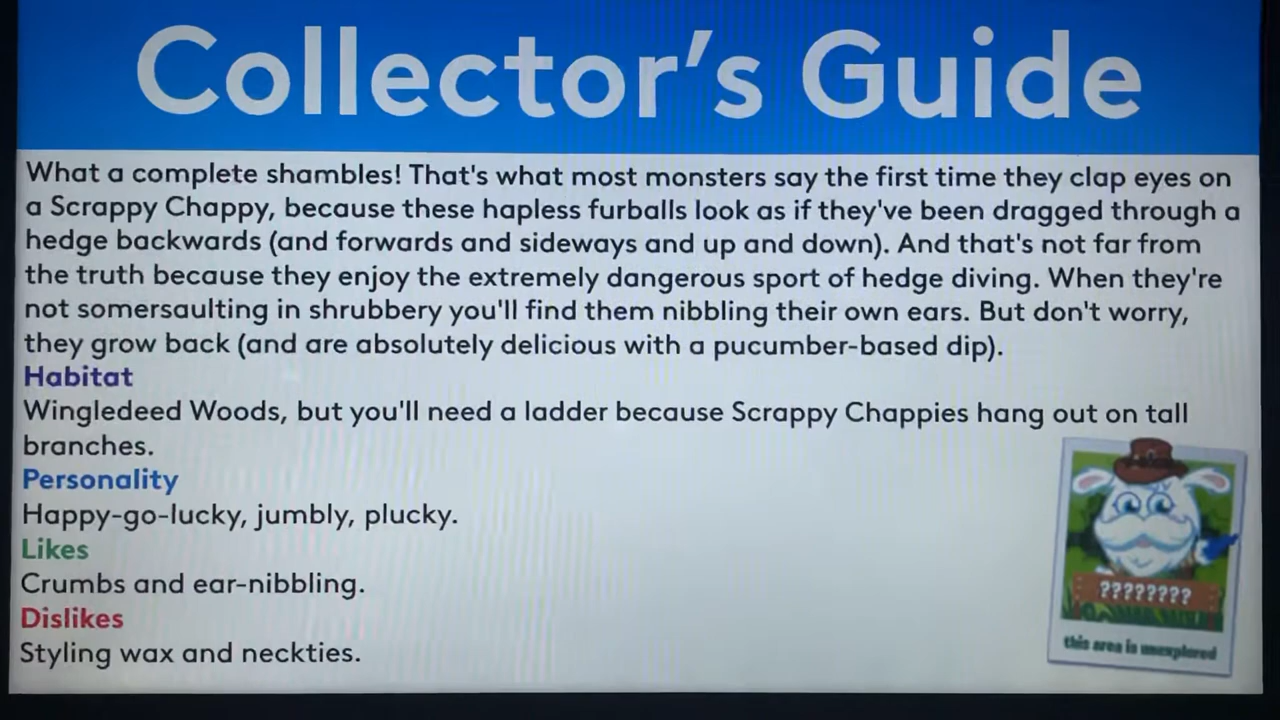 Collector's Guide
What a complete shambles! That's what most monsters say the first time they clap eyes on
a Scrappy Chappy, because these hapless furballs look as if they've been dragged through a
hedge backwards (and forwards and sideways and up and down). And that's not far from
the truth because they enjoy the extremely dangerous sport of hedge diving. When they're
not somersaulting in shrubbery you'll find them nibbling their own ears. But don't worry,
they grow back (and are absolutely delicious with a pucumber-based dip).
Habitat
Wingledeed Woods, but you'll need a ladder because Scrappy Chappies hang out on tall
branches.
Personality
Happy-go-lucky, jumbly, plucky.
Likes
Crumbs and ear-nibbling.
Dislikes
Styling wax and neckties.
????????
this area is unexplored